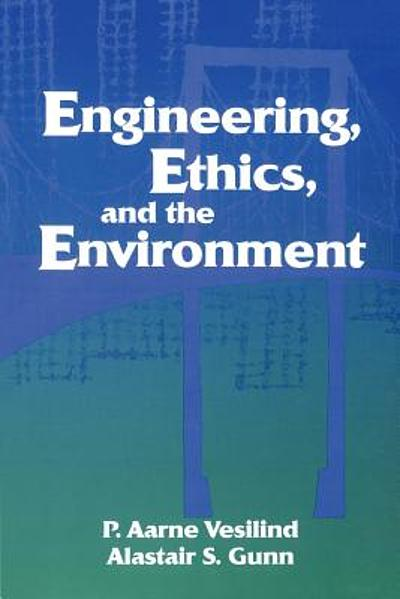 Engineering,
Ethics,
and the
Environment
P. Aarne Vesilind
Alastair S. Gunn